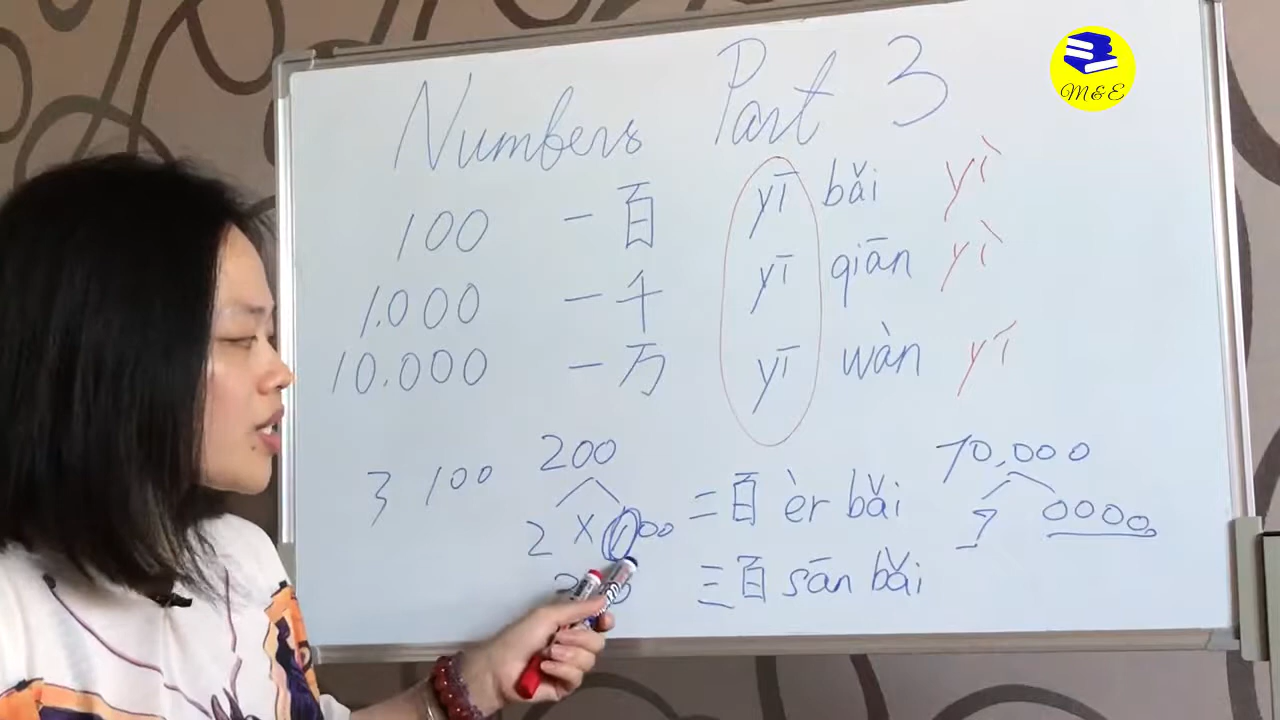 M&E
Numbers Part 3
100 一百 yī bǎi yì
1.000 一千 yī qiān yì
10.000 一万 yī wàn yí
200 70,000
3 100
2 X 100 二百 èr bǎi 7 0000
三百 sān bǎi